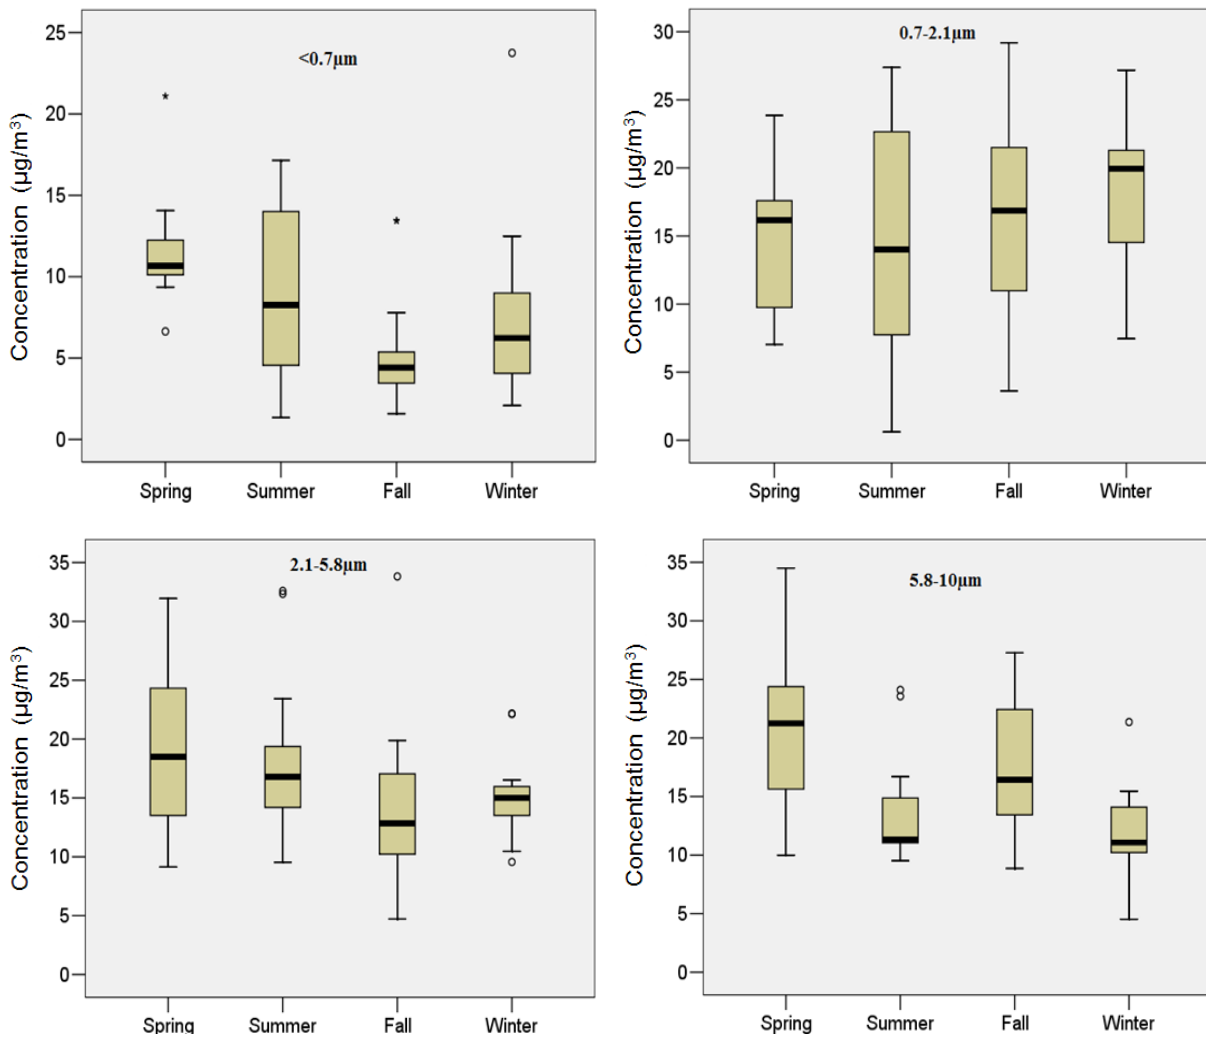 <0.7μm
Concentration (μg/m³)
25
20
15
10
5
0
Spring Summer Fall Winter
0.7-2.1μm
Concentration (μg/m³)
30
25
20
15
10
5
0
Spring Summer Fall Winter
2.1-5.8μm
Concentration (μg/m³)
35
30
25
20
15
10
5
0
Spring Summer Fall Winter
5.8-10μm
Concentration (μg/m³)
35
30
25
20
15
10
5
0
Spring Summer Fall Winter